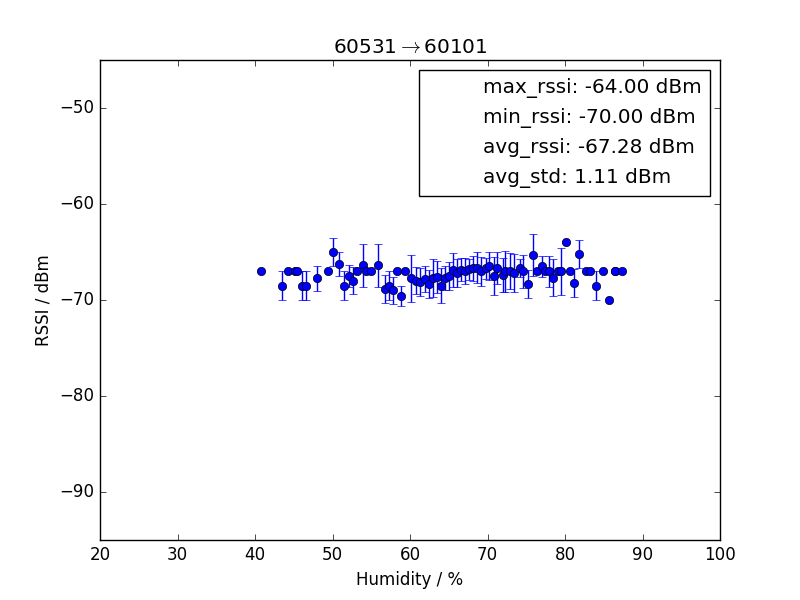 60531→60101
max_rssi: -64.00 dBm
min_rssi: -70.00 dBm
avg_rssi: -67.28 dBm
avg_std: 1.11 dBm
−50
−60
−70
−80
−90
RSSI / dBm
20 30 40 50 60 70 80 90 100
Humidity / %